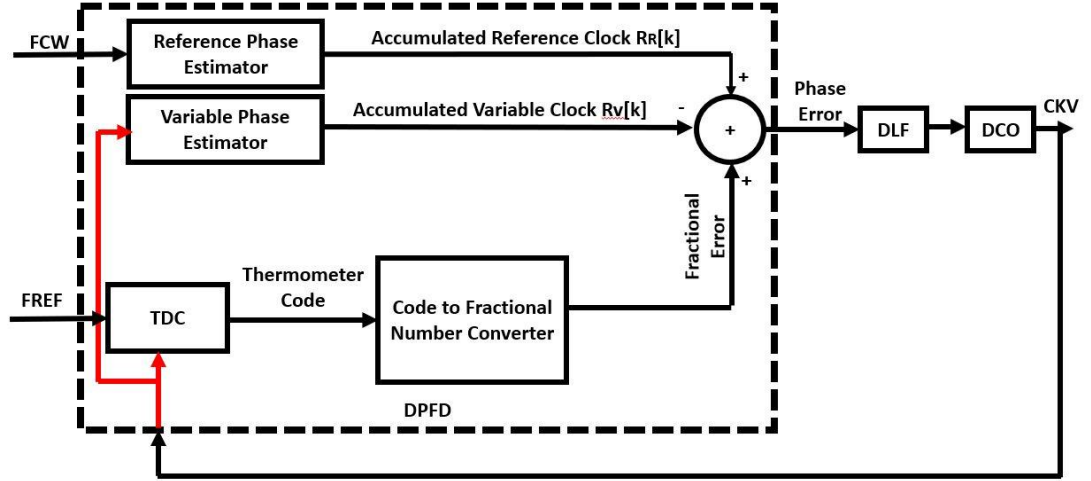 FCW
Reference Phase
Estimator
Accumulated Reference Clock RR[k]
+
Variable Phase
Estimator
Accumulated Variable Clock Rv[k]
-
+
Phase
Error
DLF
DCO
CKV
+
Fractional
Error
FREF
TDC
Thermometer
Code
Code to Fractional
Number Converter
DPFD